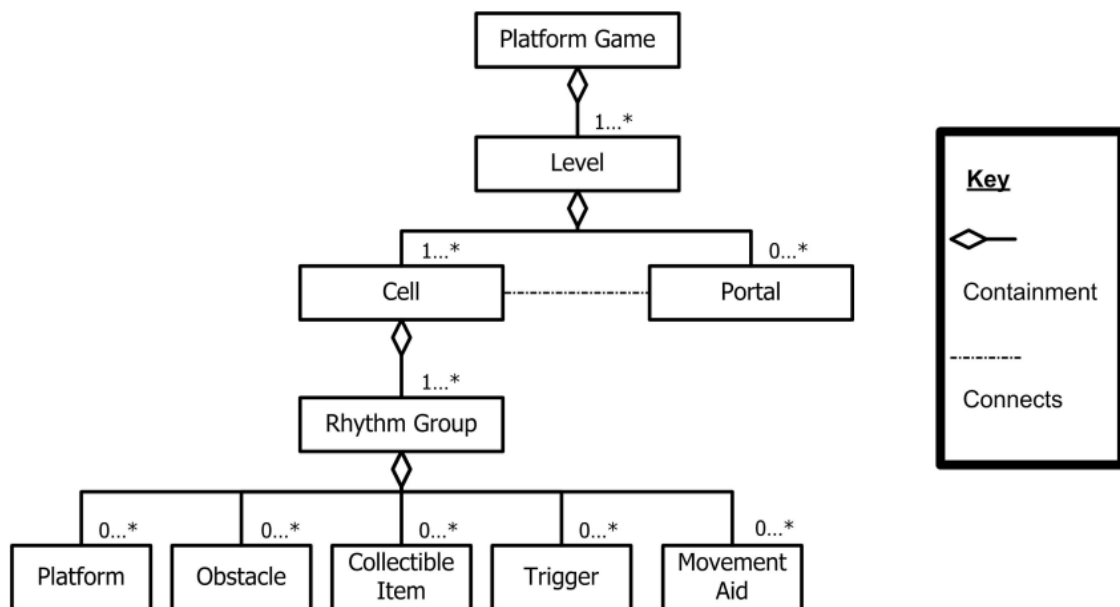 Platform Game
1...*
Level
1...*
0...*
Cell
Portal
1...*
Rhythm Group
0...*
0...*
0...*
0...*
0...*
Platform
Obstacle
Collectible
Item
Trigger
Movement
Aid
Key
Containment
Connects